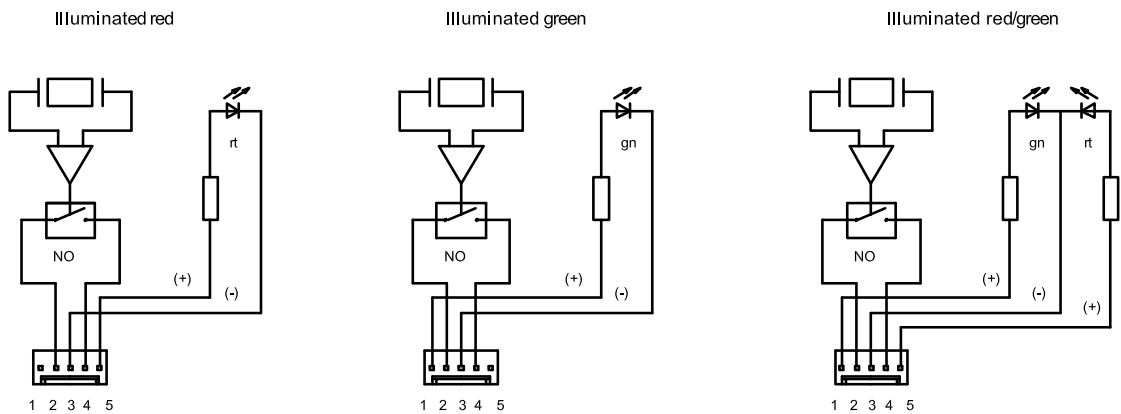 Illuminated red
Illuminated green
Illuminated red/green
rt
gn
gn
rt
NO
NO
NO
(+)
(-)
(+)
(-)
(+)
(-)
(+)
1 2 3 4 5
1 2 3 4 5
1 2 3 4 5